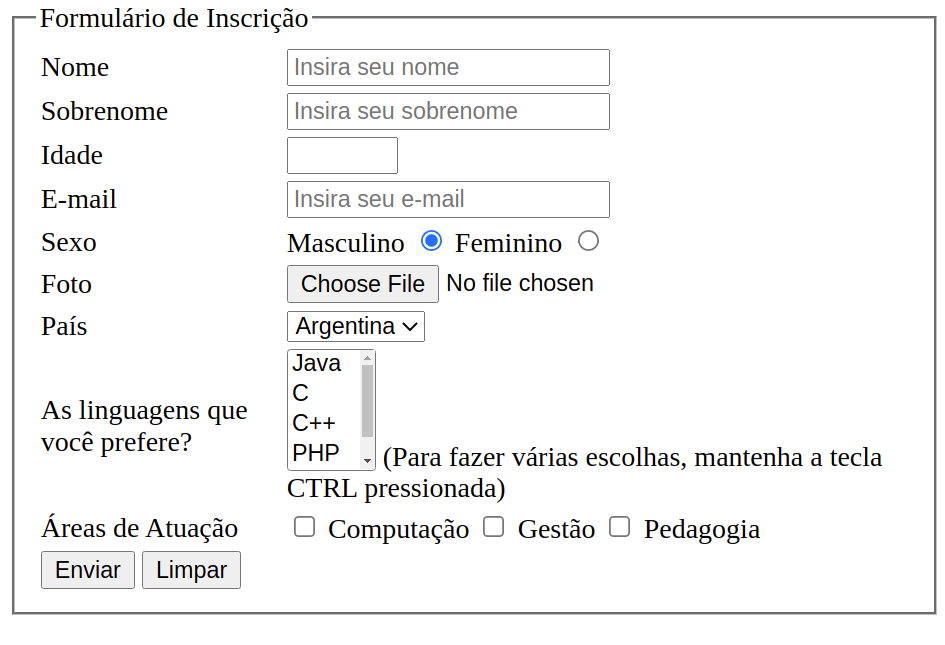 Formulário de Inscrição
Nome Insira seu nome
Sobrenome Insira seu sobrenome
Idade
E-mail Insira seu e-mail
Sexo Masculino Feminino
Foto Choose File No file chosen
País Argentina
Java
C
As linguagens que
C++
você prefere?
PHP (Para fazer várias escolhas, mantenha a tecla
CTRL pressionada)
Áreas de Atuação Computação Gestão Pedagogia
Enviar Limpar